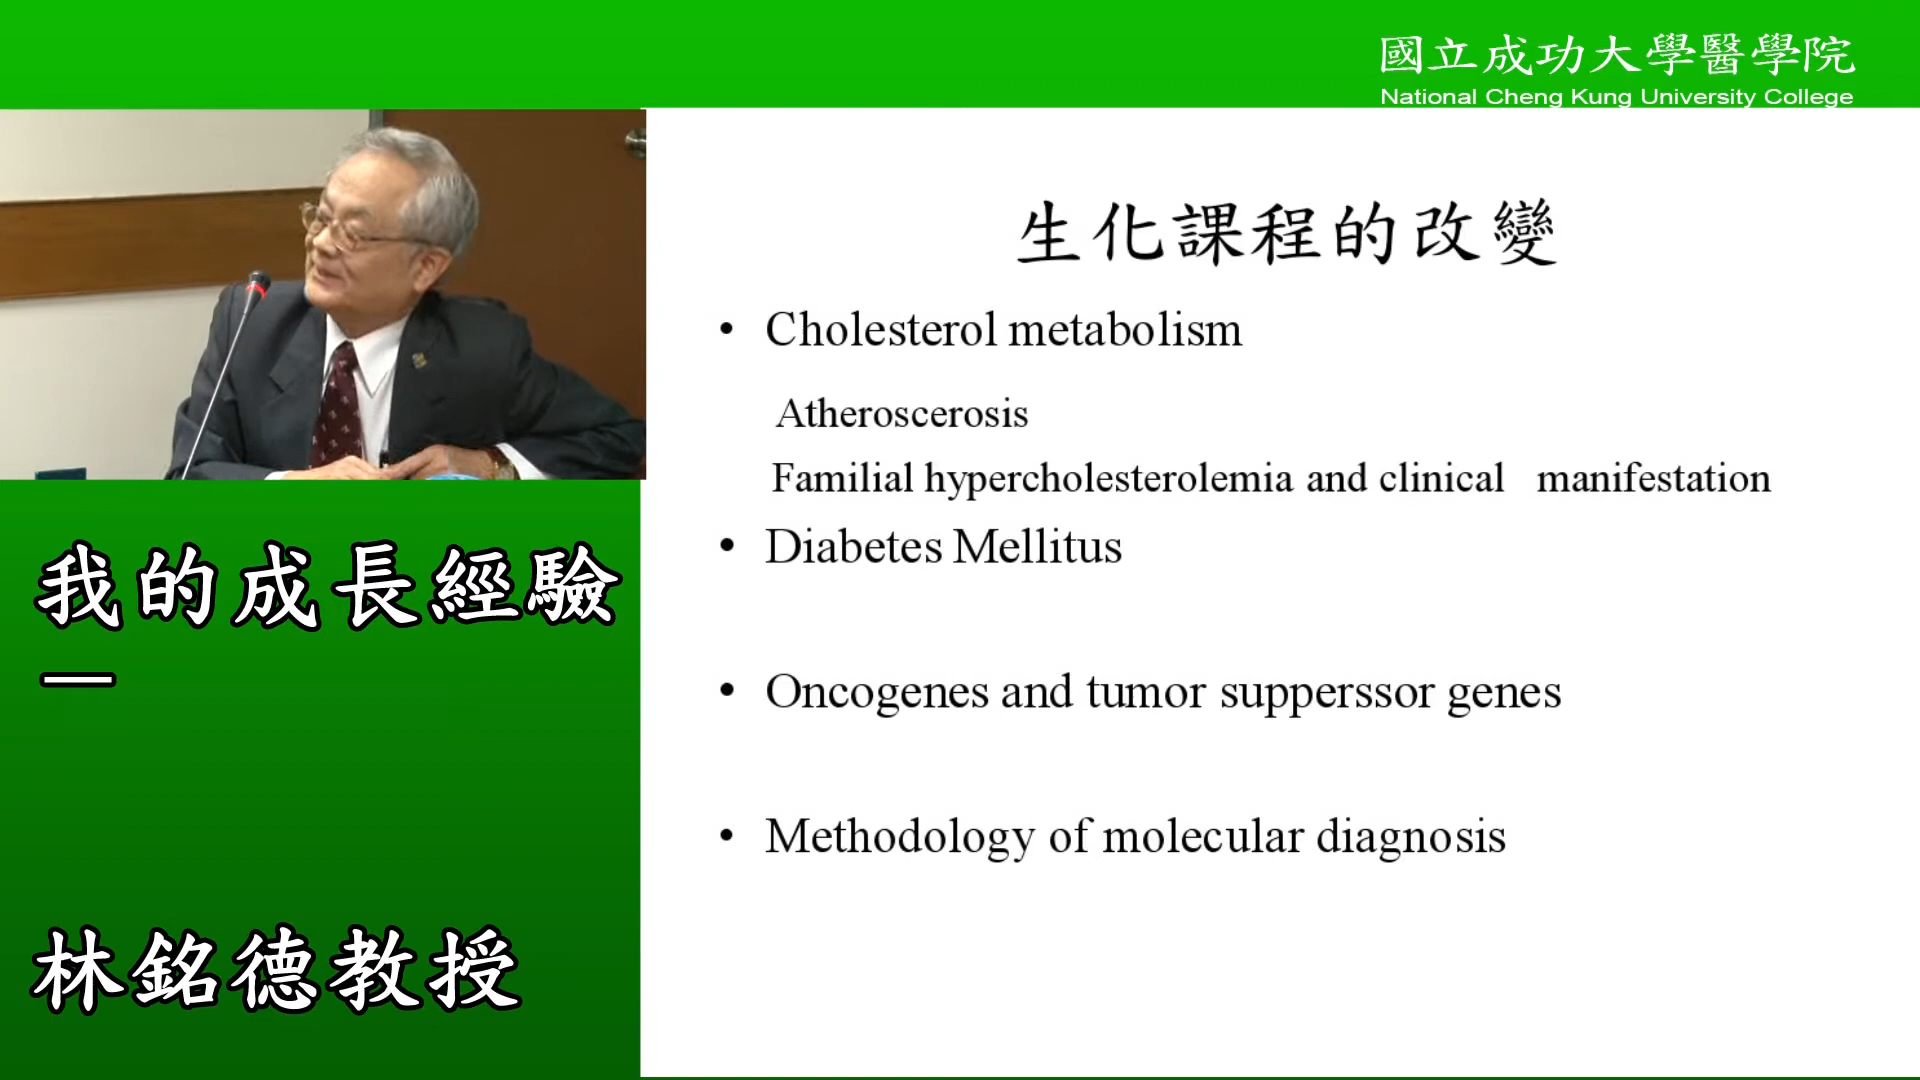 國立成功大學醫學院
National Cheng Kung University College
生化課程的改變
• Cholesterol metabolism
Atheroscerosis
Familial hypercholesterolemia and clinical manifestation
• Diabetes Mellitus
• Oncogenes and tumor supperssor genes
• Methodology of molecular diagnosis
我的成長經驗
一
林銘德教授